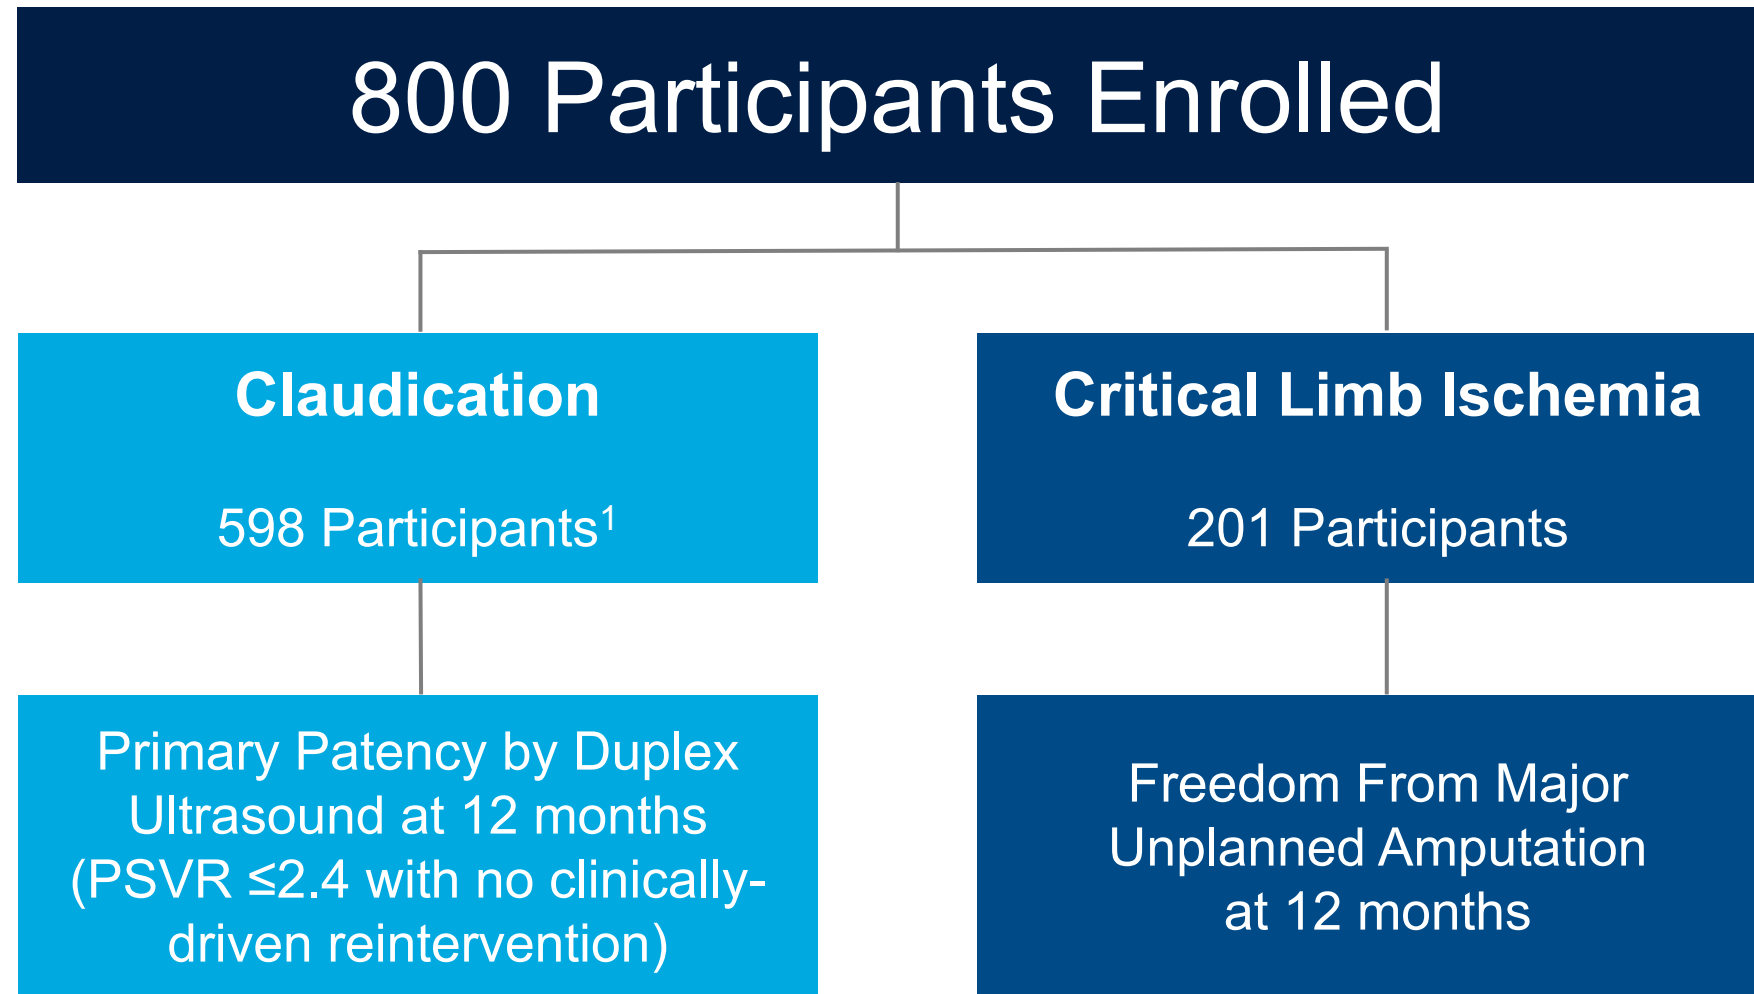 800 Participants Enrolled
Claudication
598 Participants¹
Critical Limb Ischemia
201 Participants
Primary Patency by Duplex
Ultrasound at 12 months
(PSVR ≤2.4 with no clinically-
driven reintervention)
Freedom From Major
Unplanned Amputation
at 12 months